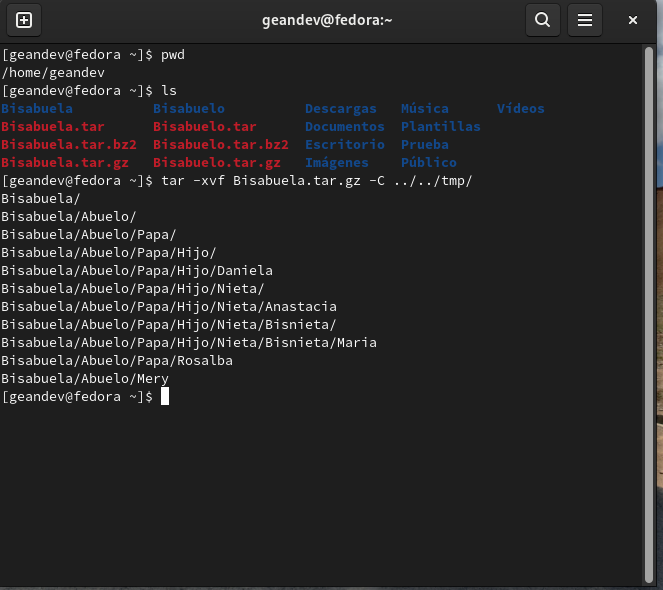 geandev@fedora:~
[geandev@fedora ~]$ pwd
/home/geandev
[geandev@fedora ~]$ ls
Bisabuela Bisabuelo Descargas Música Vídeos
Bisabuela.tar Bisabuelo.tar Documentos Plantillas
Bisabuela.tar.bz2 Bisabuelo.tar.bz2 Escritorio Prueba
Bisabuela.tar.gz Bisabuelo.tar.gz Imágenes Público
[geandev@fedora ~]$ tar -xvf Bisabuela.tar.gz -C ../../tmp/
Bisabuela/
Bisabuela/Abuelo/
Bisabuela/Abuelo/Papa/
Bisabuela/Abuelo/Papa/Hijo/
Bisabuela/Abuelo/Papa/Hijo/Daniela
Bisabuela/Abuelo/Papa/Hijo/Nieta/
Bisabuela/Abuelo/Papa/Hijo/Nieta/Anastacia
Bisabuela/Abuelo/Papa/Hijo/Nieta/Bisnieta/
Bisabuela/Abuelo/Papa/Hijo/Nieta/Bisnieta/Maria
Bisabuela/Abuelo/Papa/Rosalba
Bisabuela/Abuelo/Mery
[geandev@fedora ~]$